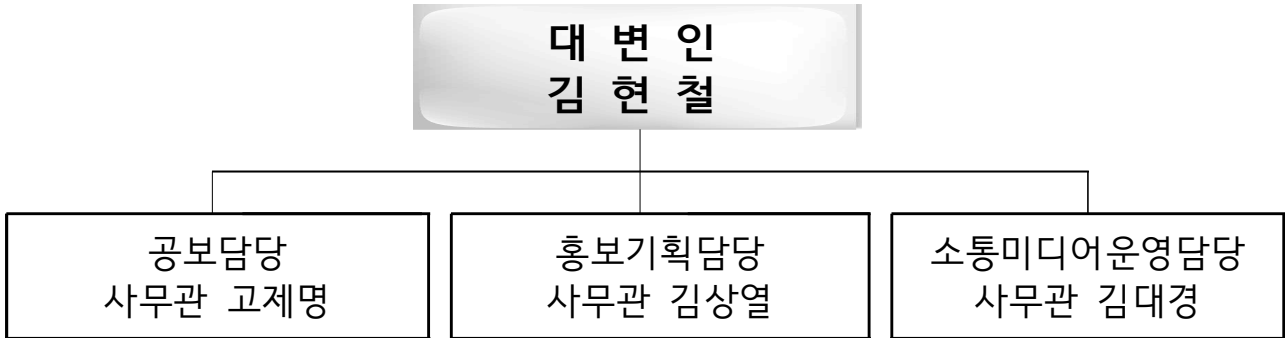 대 변 인
김 현 철
공보담당
사무관 고제명
홍보기획담당
사무관 김상열
소통미디어운영담당
사무관 김대경